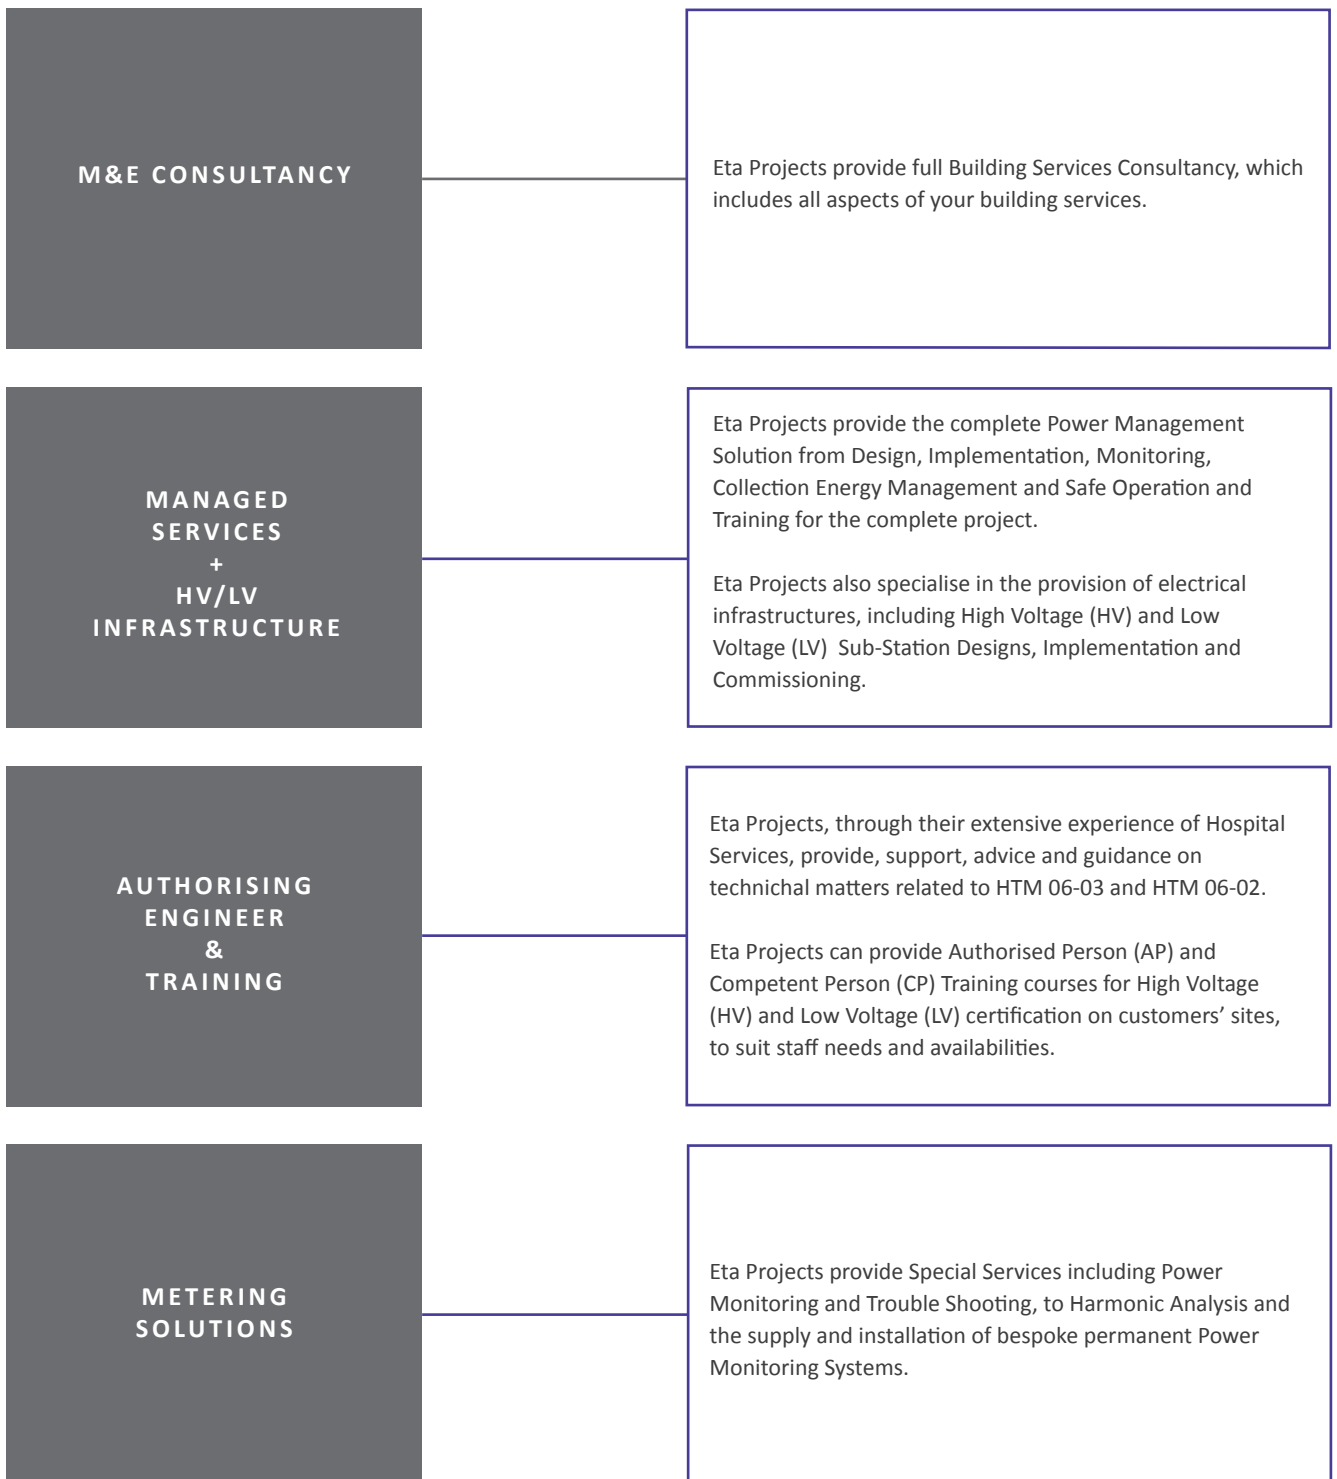 M&E CONSULTANCY
Eta Projects provide full Building Services Consultancy, which
includes all aspects of your building services.
MANAGED
SERVICES
+
HV/LV
INFRASTRUCTURE
Eta Projects provide the complete Power Management
Solution from Design, Implementation, Monitoring,
Collection Energy Management and Safe Operation and
Training for the complete project.
Eta Projects also specialise in the provision of electrical
infrastructures, including High Voltage (HV) and Low
Voltage (LV)  Sub-Station Designs, Implementation and
Commissioning.
AUTHORISING
ENGINEER
&
TRAINING
Eta Projects, through their extensive experience of Hospital
Services, provide, support, advice and guidance on
technichal matters related to HTM 06-03 and HTM 06-02.
Eta Projects can provide Authorised Person (AP) and
Competent Person (CP) Training courses for High Voltage
(HV) and Low Voltage (LV) certification on customers’ sites,
to suit staff needs and availabilities.
METERING
SOLUTIONS
Eta Projects provide Special Services including Power
Monitoring and Trouble Shooting, to Harmonic Analysis and
the supply and installation of bespoke permanent Power
Monitoring Systems.